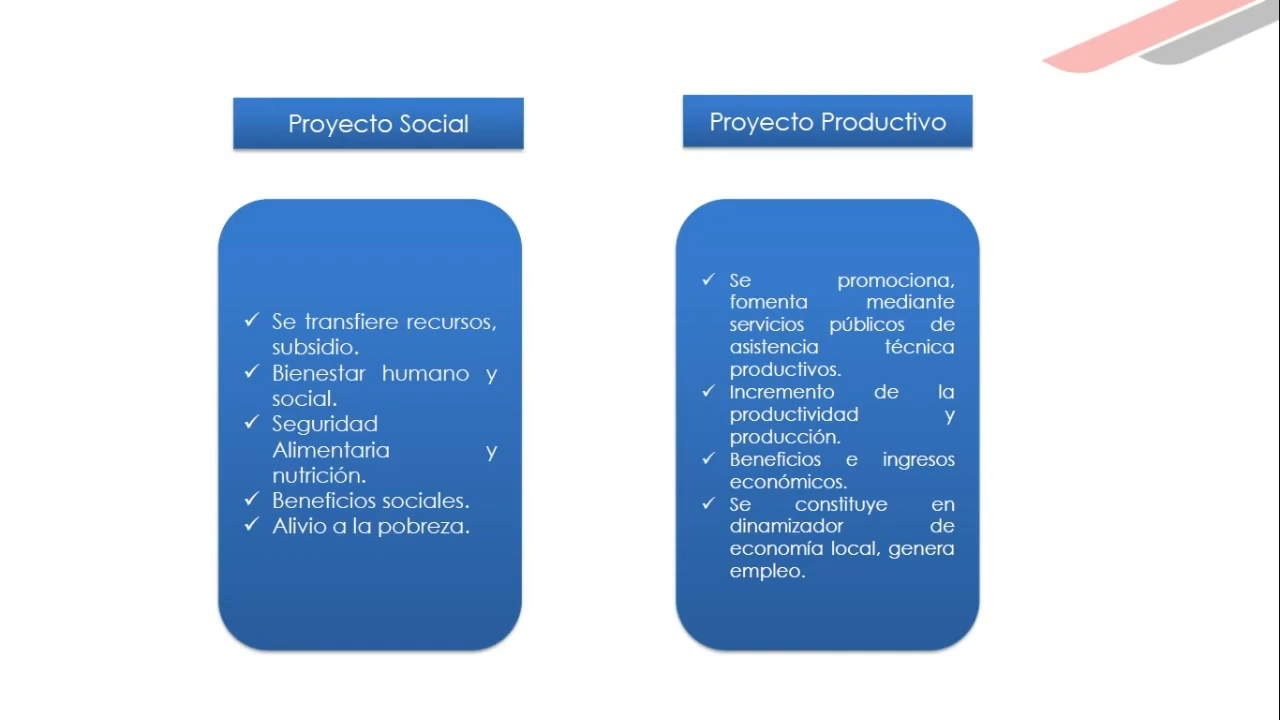 Proyecto Social
✓ Se transfiere recursos,
subsidio.
✓ Bienestar humano y
social.
✓ Seguridad
Alimentaria y
nutrición.
✓ Beneficios sociales.
✓ Alivio a la pobreza.
Proyecto Productivo
✓ Se promociona,
fomenta mediante
servicios públicos de
asistencia técnica
productivos.
✓ Incremento de la
productividad y
producción.
✓ Beneficios e ingresos
económicos.
✓ Se constituye en
dinamizador de
economía local, genera
empleo.